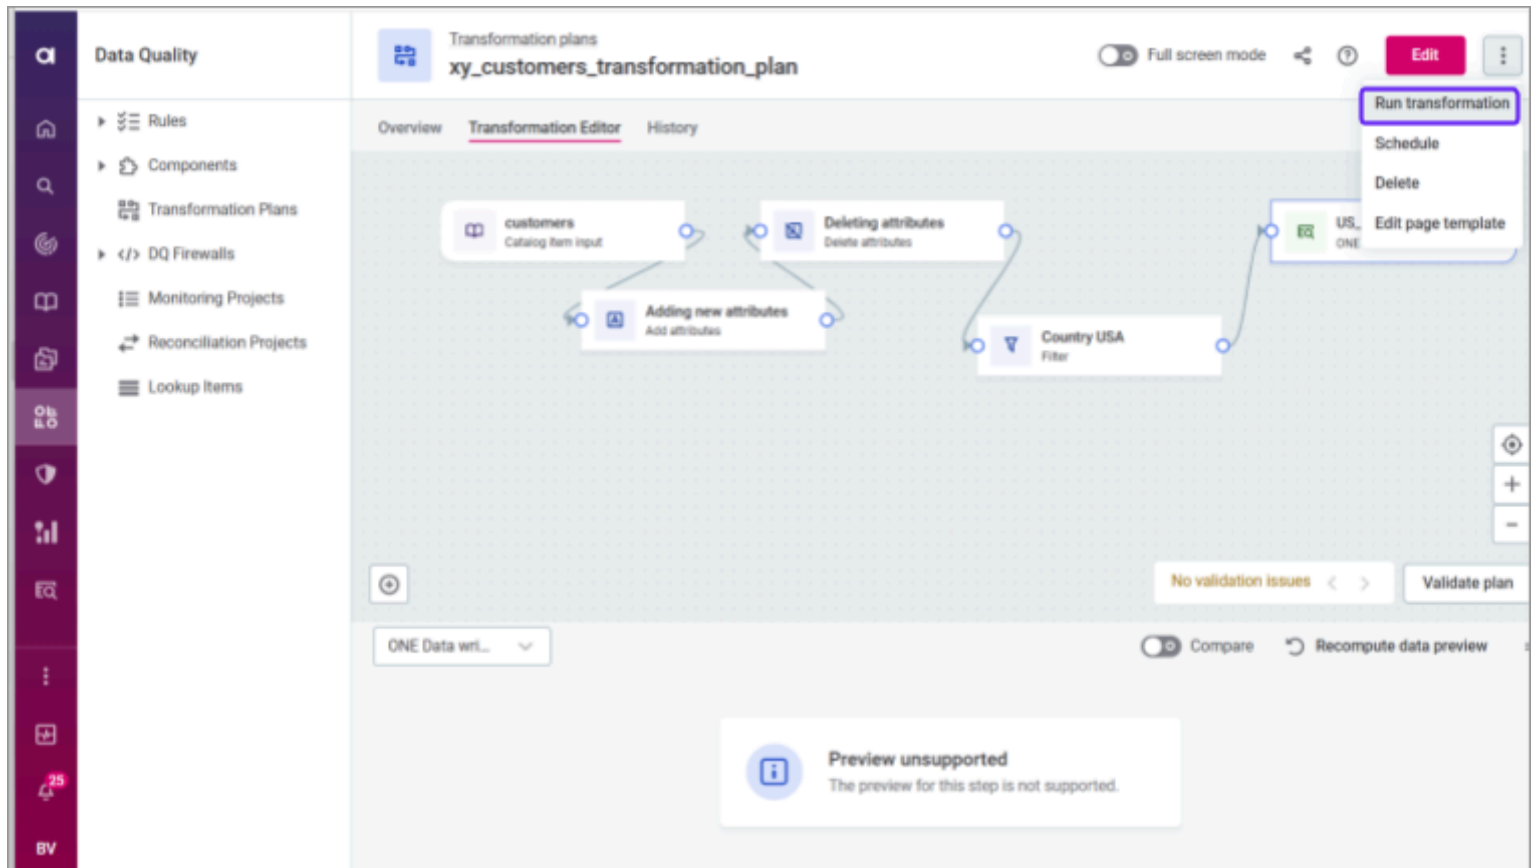 Data Quality
Transformation plans
xy_customers_transformation_plan
Full screen mode
Edit
Run transformation
Schedule
Delete
Edit page template
Rules
Components
Transformation Plans
DQ Firewalls
Monitoring Projects
Reconciliation Projects
Lookup Items
Overview
Transformation Editor
History
customers
Catalog item input
Adding new attributes
Add attributes
Deleting attributes
Delete attributes
Country USA
Filter
US_
ONE
No validation issues
Validate plan
ONE Data wri...
Compare
Recompute data preview
Preview unsupported
The preview for this step is not supported.
25
BV